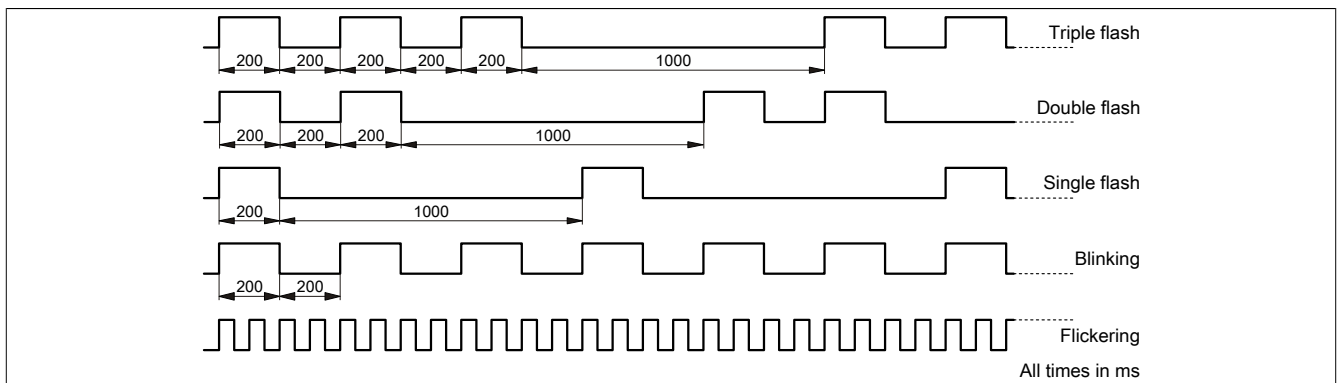 Triple flash
200 200 200 200 200 1000
Double flash
200 200 200 1000
Single flash
200 1000
Blinking
200 200
Flickering
All times in ms